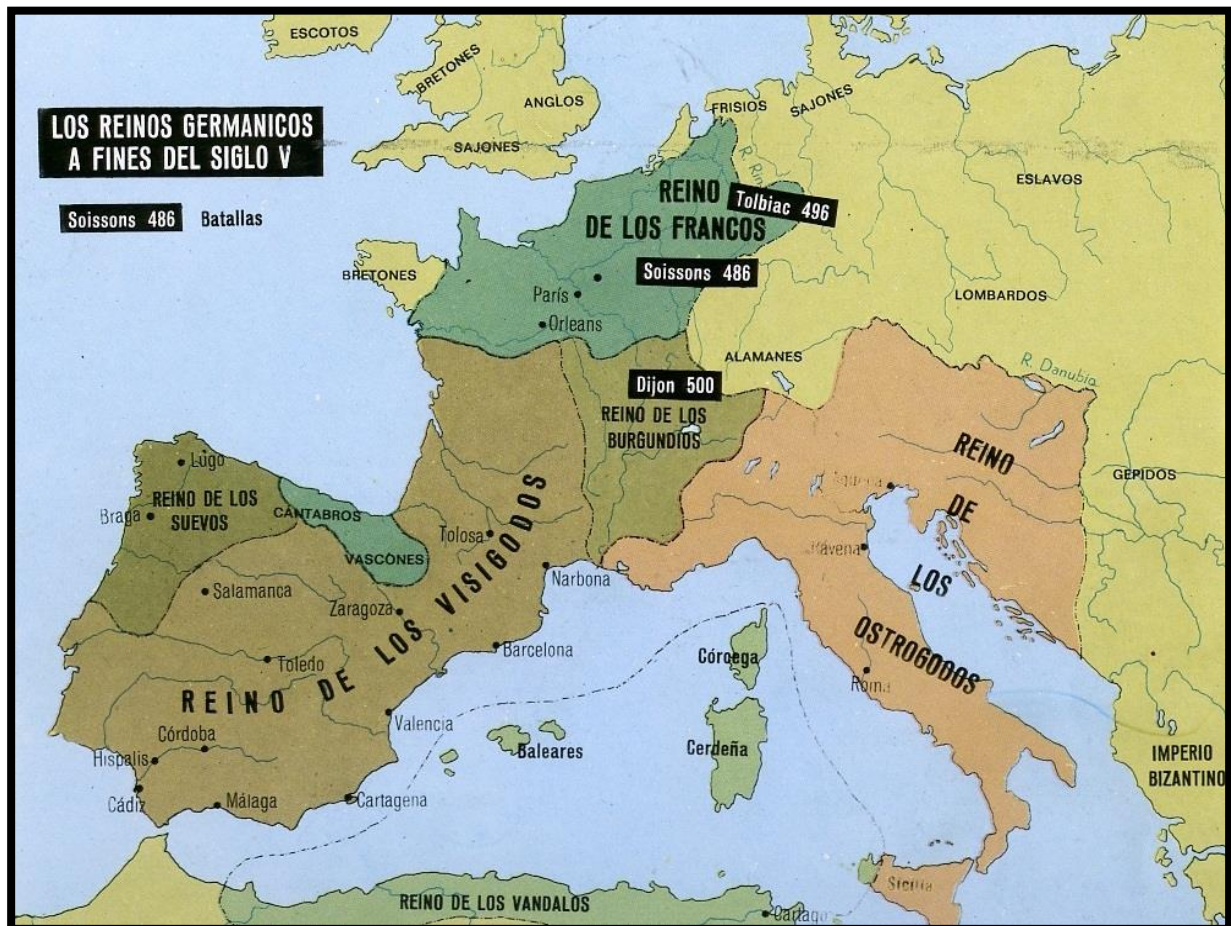 LOS REINOS GERMANICOS
A FINES DEL SIGLO V
Soissons 486 Batallas
ESCOTOS
BRETONES
ANGLOS
SAJONES
FRISIOS
SAJONES
ESLAVOS
R. Rin
REINO
DE LOS FRANCOS
Tolbiac 496
Soissons 486
BRETONES
París
Orleans
LOMBARDOS
ALAMANES
R. Danubio
Dijon 500
REINO DE LOS
BURGUNDIOS
REINO
DE
LOS
OSTROGODOS
GEPIDOS
Lugo
REINO DE LOS
SUEVOS
Braga
CÁNTABROS
VASCONES
Tolosa
Narbona
Rávena
Salamanca
Zaragoza
Barcelona
Toledo
REINO DE LOS VISIGODOS
Valencia
Córdoba
Hispalis
Cádiz
Málaga
Cartagena
Baleares
Córcega
Cerdeña
Roma
IMPERIO
BIZANTINO
Sicilia
REINO DE LOS VANDALOS
Cartago